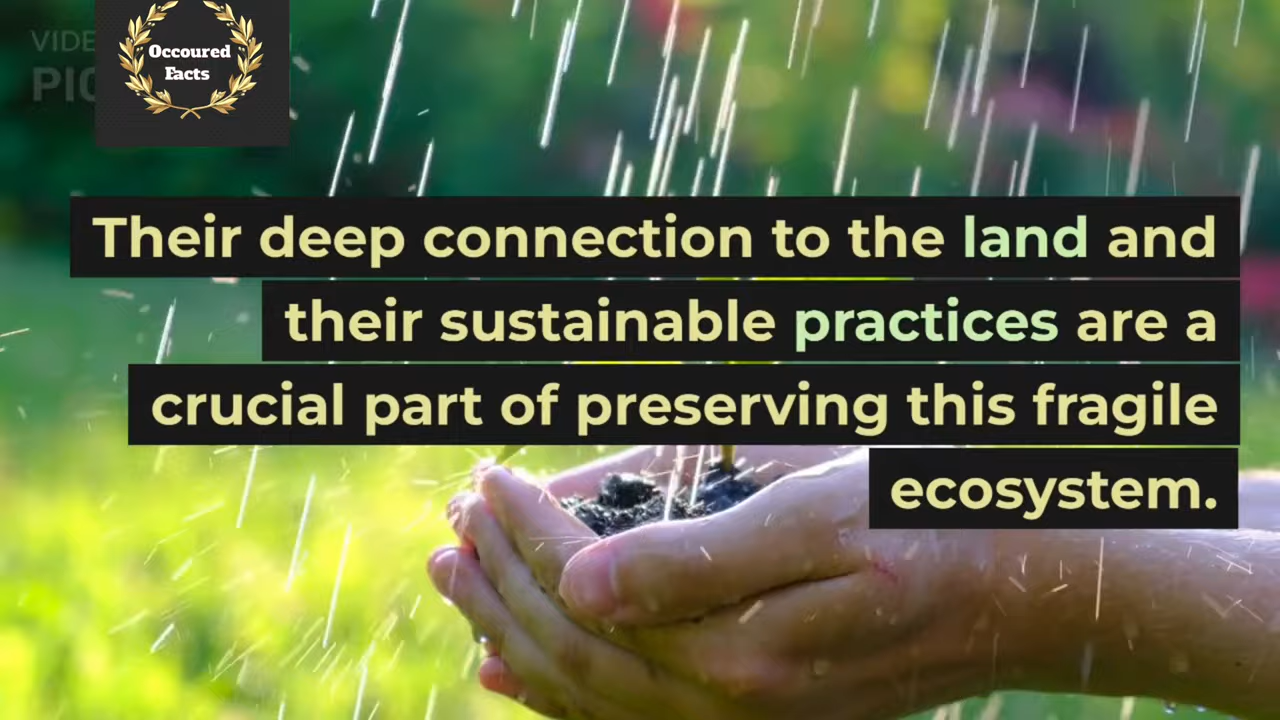 VIDE
Occoured
Facts
Their deep connection to the land and
their sustainable practices are a
crucial part of preserving this fragile
ecosystem.